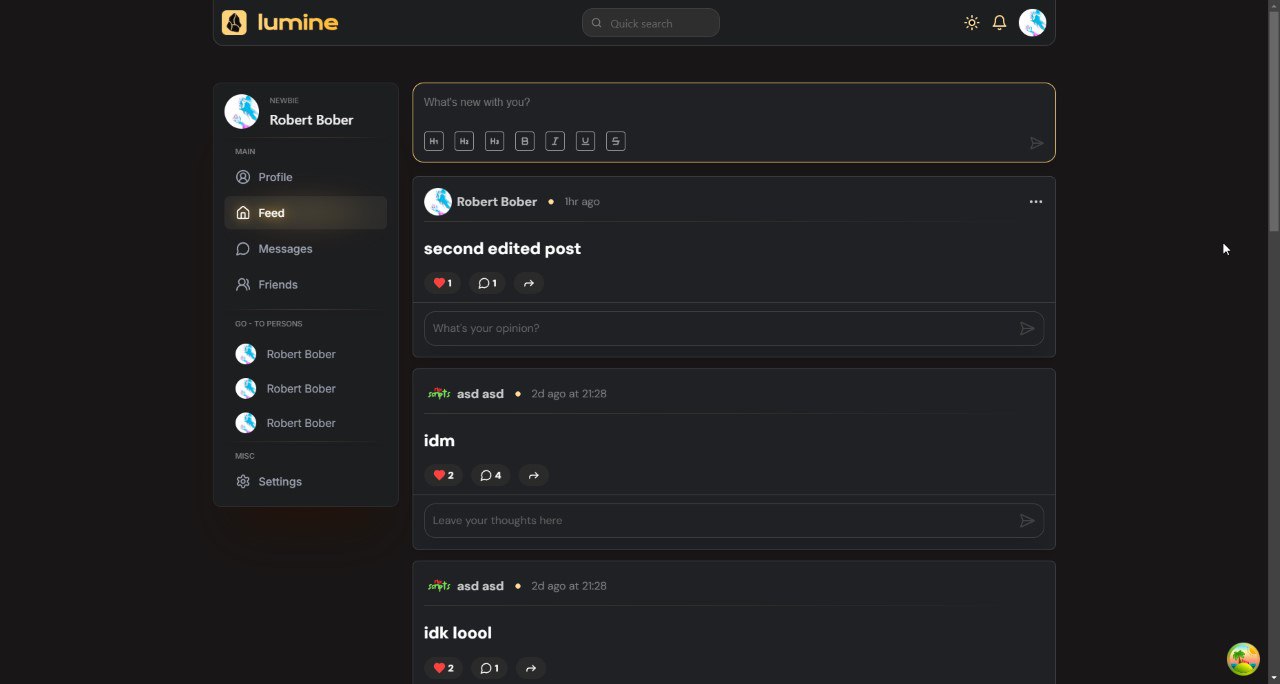 lumine
Quick search
NEWBIE
Robert Bober
MAIN
Profile
Feed
Messages
Friends
GO - TO PERSONS
Robert Bober
Robert Bober
Robert Bober
MISC
Settings
What's new with you?
H1 H2 H3 B I U S
Robert Bober • 1hr ago
second edited post
1 1
What's your opinion?
asd asd • 2d ago at 21:28
idm
2 4
Leave your thoughts here
asd asd • 2d ago at 21:28
idk loool
2 1